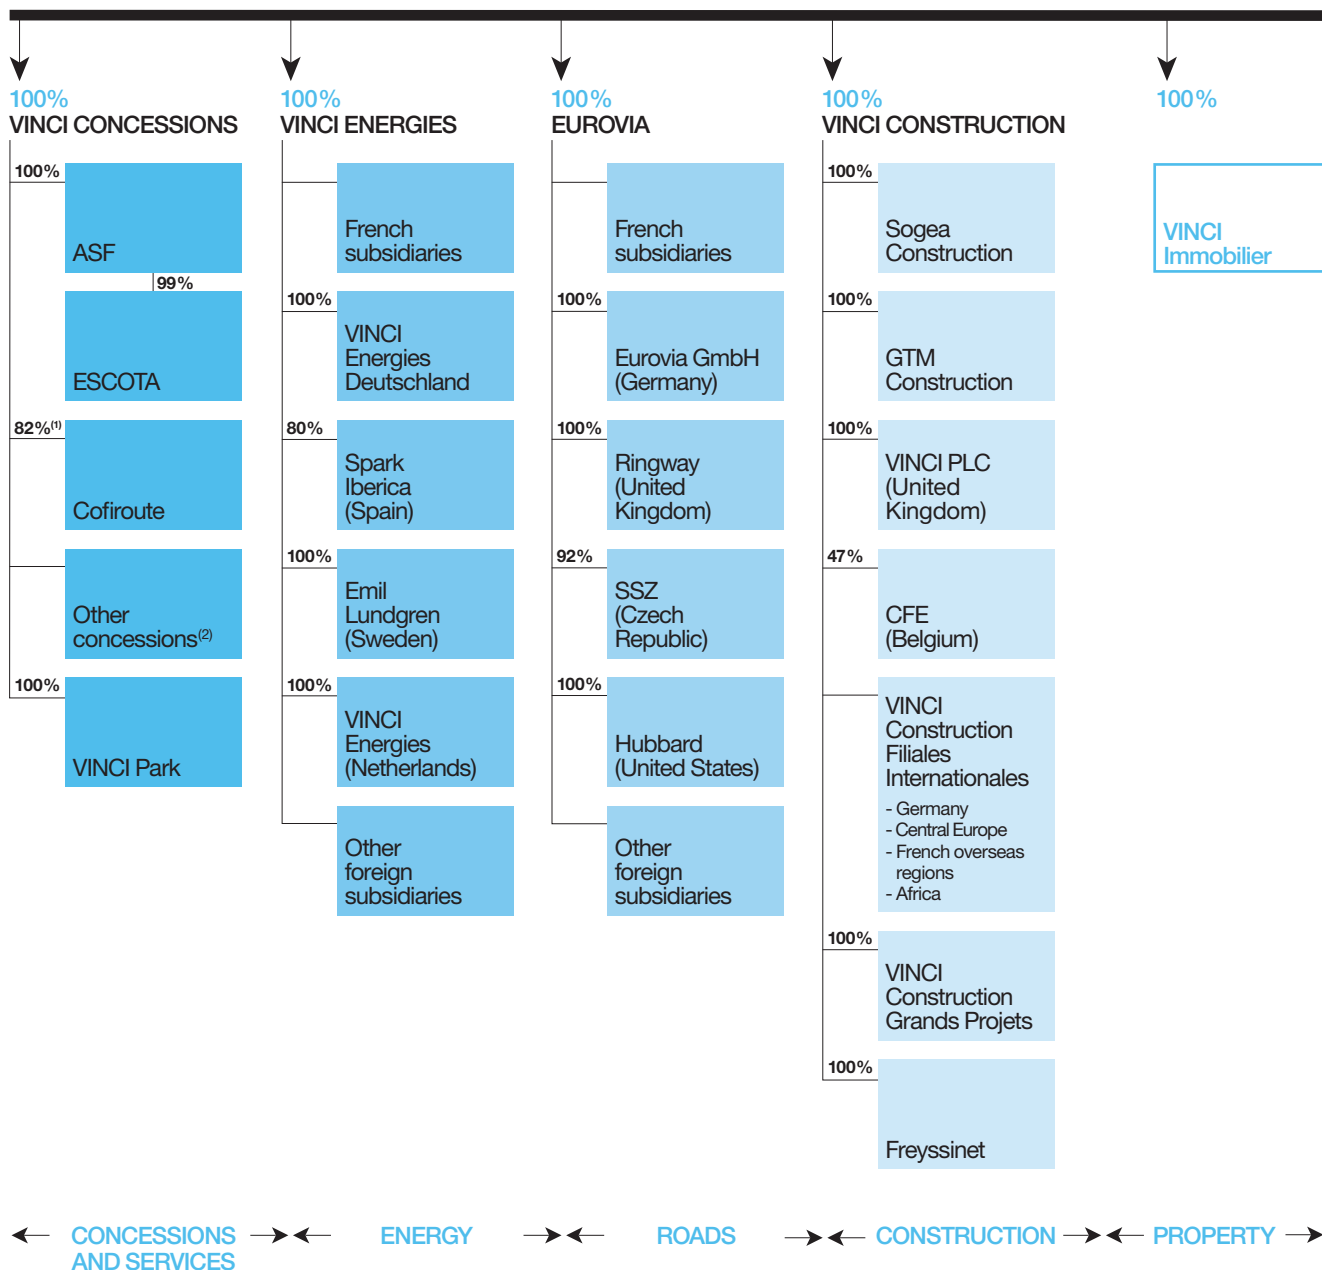 100%
VINCI CONCESSIONS
100%
ASF
99%
ESCOTA
82%(1)
Cofiroute
Other
concessions(2)
100%
VINCI Park
100%
VINCI ENERGIES
French
subsidiaries
100%
VINCI
Energies
Deutschland
80%
Spark
Iberica
(Spain)
100%
Emil
Lundgren
(Sweden)
100%
VINCI
Energies
(Netherlands)
Other
foreign
subsidiaries
100%
EUROVIA
French
subsidiaries
100%
Eurovia GmbH
(Germany)
100%
Ringway
(United
Kingdom)
92%
SSZ
(Czech
Republic)
100%
Hubbard
(United States)
Other
foreign
subsidiaries
100%
VINCI CONSTRUCTION
100%
Sogea
Construction
100%
GTM
Construction
100%
VINCI PLC
(United
Kingdom)
47%
CFE
(Belgium)
VINCI
Construction
Filiales
Internationales
- Germany
- Central Europe
- French overseas
regions
- Africa
100%
VINCI
Construction
Grands Projets
100%
Freyssinet
100%
VINCI
Immobilier
CONCESSIONS
AND SERVICES
ENERGY
ROADS
CONSTRUCTION
PROPERTY